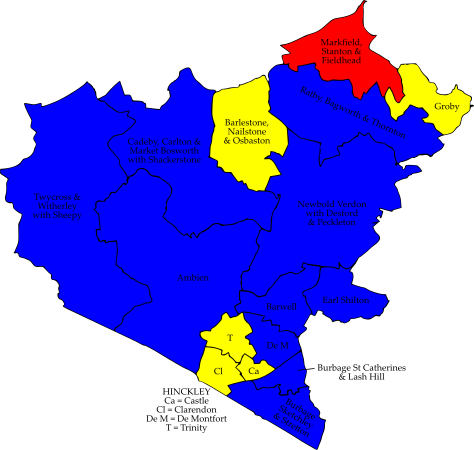 Markfield,
Stanton &
Fieldhead
Groby
Ratby, Bagworth & Thornton
Barlestone,
Nailstone
& Osbaston
Cadeby, Carlton &
Market Bosworth
with Shackerstone
Twycross &
Witherley
with Sheepy
Newbold Verdon
with Desford
& Peckleton
Ambien
Barwell
Earl Shilton
T
De M
Cl
Ca
Burbage St Catherines
& Lash Hill
Burbage
Sketchley
& Stretton
HINCKLEY
Ca = Castle
Cl = Clarendon
De M = De Montfort
T = Trinity